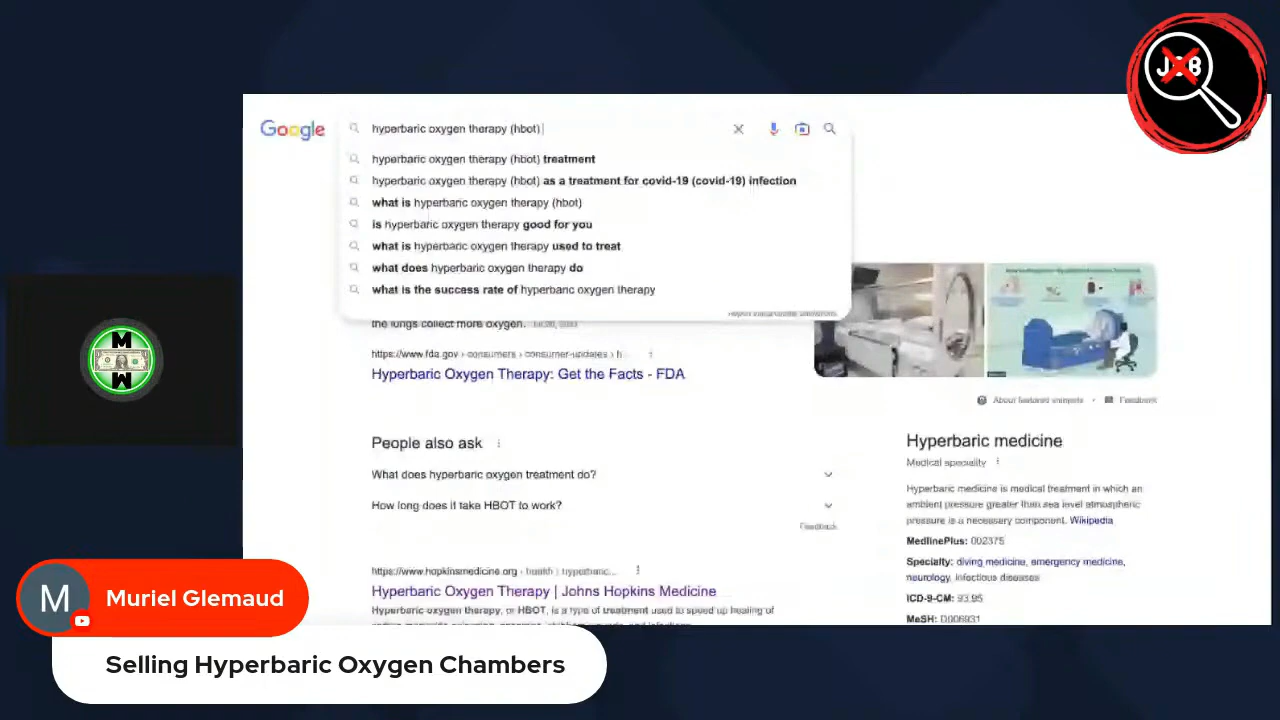 JOB
Google
hyperbaric oxygen therapy (hbot)
hyperbaric oxygen therapy (hbot) treatment
hyperbaric oxygen therapy (hbot) as a treatment for covid-19 (covid-19) infection
what is hyperbaric oxygen therapy (hbot)
is hyperbaric oxygen therapy good for you
what is hyperbaric oxygen therapy used to treat
what does hyperbaric oxygen therapy do
what is the success rate of hyperbaric oxygen therapy
the lungs collect more oxygen.
https://www.fda.gov › consumers › consumer-updates › h...
Hyperbaric Oxygen Therapy: Get the Facts - FDA
About featured snippets • Feedback
People also ask
What does hyperbaric oxygen treatment do?
How long does it take HBOT to work?
Feedback
https://www.hopkinsmedicine.org › health › hyperbaric...
Hyperbaric Oxygen Therapy | Johns Hopkins Medicine
Hyperbaric oxygen therapy, or HBOT, is a type of treatment used to speed up healing of
Hyperbaric medicine
Medical speciality
Hyperbaric medicine is medical treatment in which an
ambient pressure greater than sea level atmospheric
pressure is a necessary component. Wikipedia
MedlinePlus: 002375
Specialty: diving medicine, emergency medicine,
neurology, infectious diseases
ICD-9-CM: 93.95
MeSH: D006931
M
M
M
Muriel Glemaud
Selling Hyperbaric Oxygen Chambers